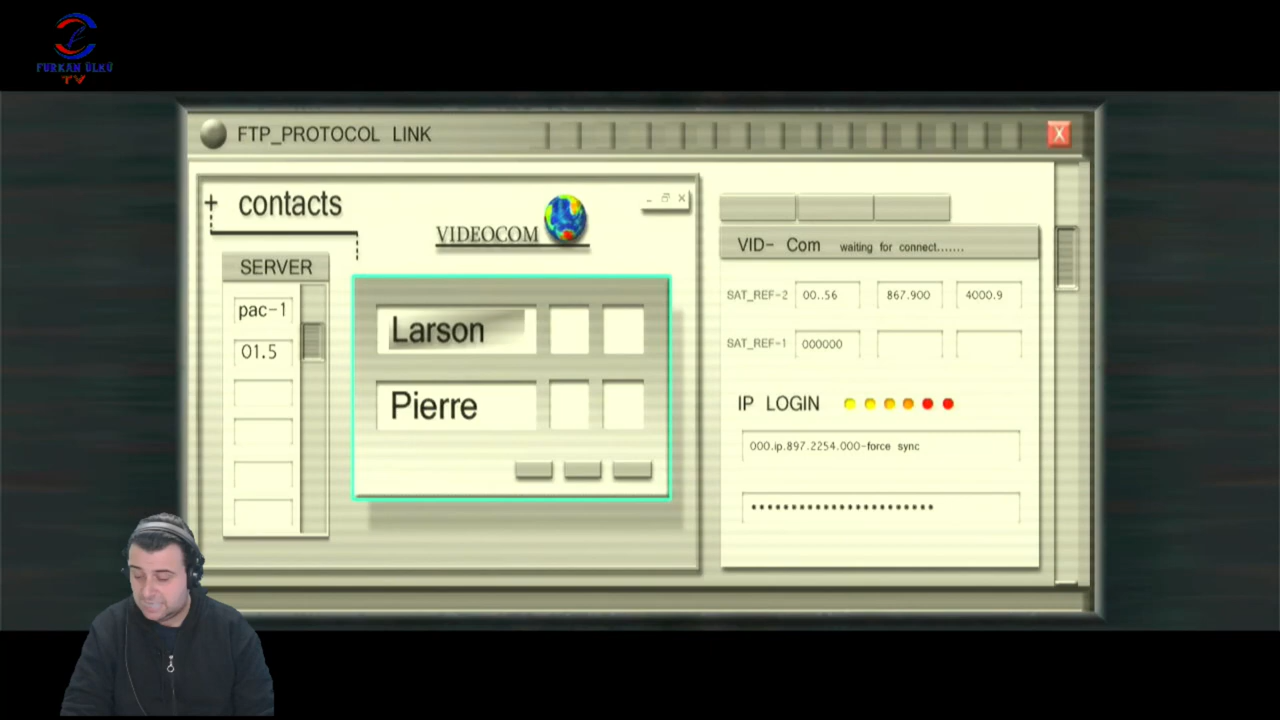 FURKAN ÜLKÜ
TV
FTP_PROTOCOL LINK
X
+ contacts
VIDEOCOM
SERVER
pac-1
01.5
Larson
Pierre
VID- Com waiting for connect.......
SAT_REF-2 00..56 867.900 4000.9
SAT_REF-1 000000
IP LOGIN
000.ip.897.2254.000-force sync